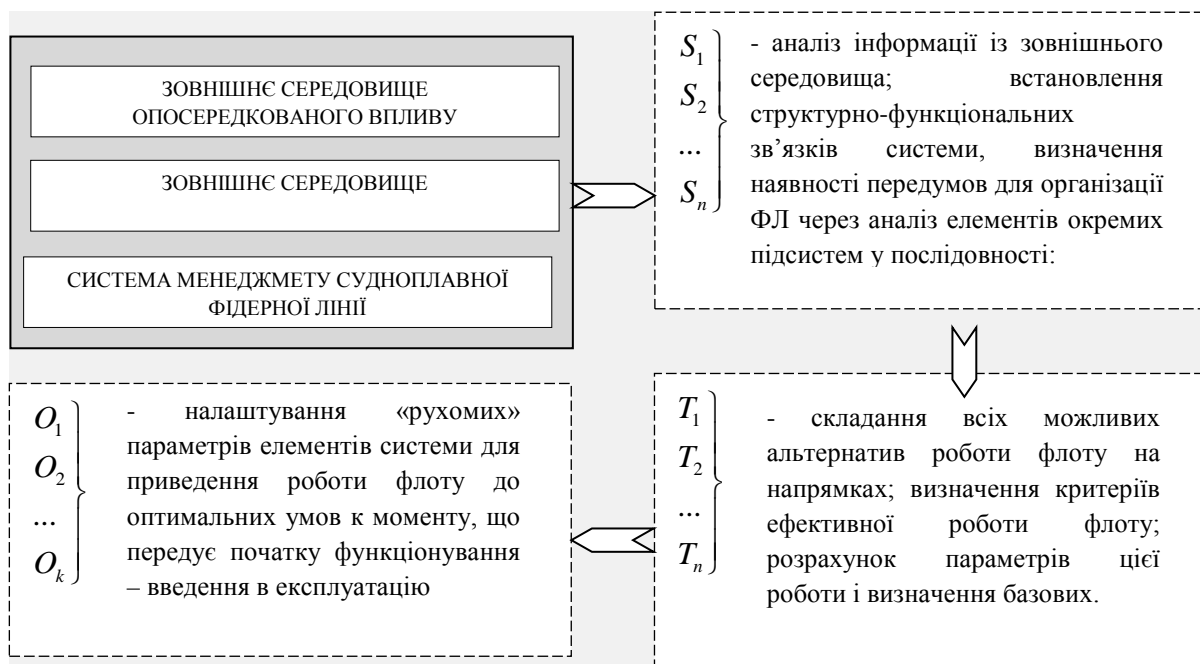 ЗОВНІШНЄ СЕРЕДОВИЩЕ
ОПОСЕРЕДКОВАНОГО ВПЛИВУ
ЗОВНІШНЄ СЕРЕДОВИЩЕ
СИСТЕМА МЕНЕДЖМЕТУ СУДНОПЛАВНОЇ
ФІДЕРНОЇ ЛІНІЇ
S1
S2
...
Sn
- аналіз інформації із зовнішнього
середовища; встановлення
структурно-функціональних
зв’язків системи, визначення
наявності передумов для організації
ФЛ через аналіз елементів окремих
підсистем у послідовності:
T1
T2
...
Tn
- складання всіх можливих
альтернатив роботи флоту на
напрямках; визначення критеріїв
ефективної роботи флоту;
розрахунок параметрів цієї
роботи і визначення базових.
O1
O2
...
Ok
- налаштування «рухомих»
параметрів елементів системи для
приведення роботи флоту до
оптимальних умов к моменту, що
передує початку функціонування
– введення в експлуатацію